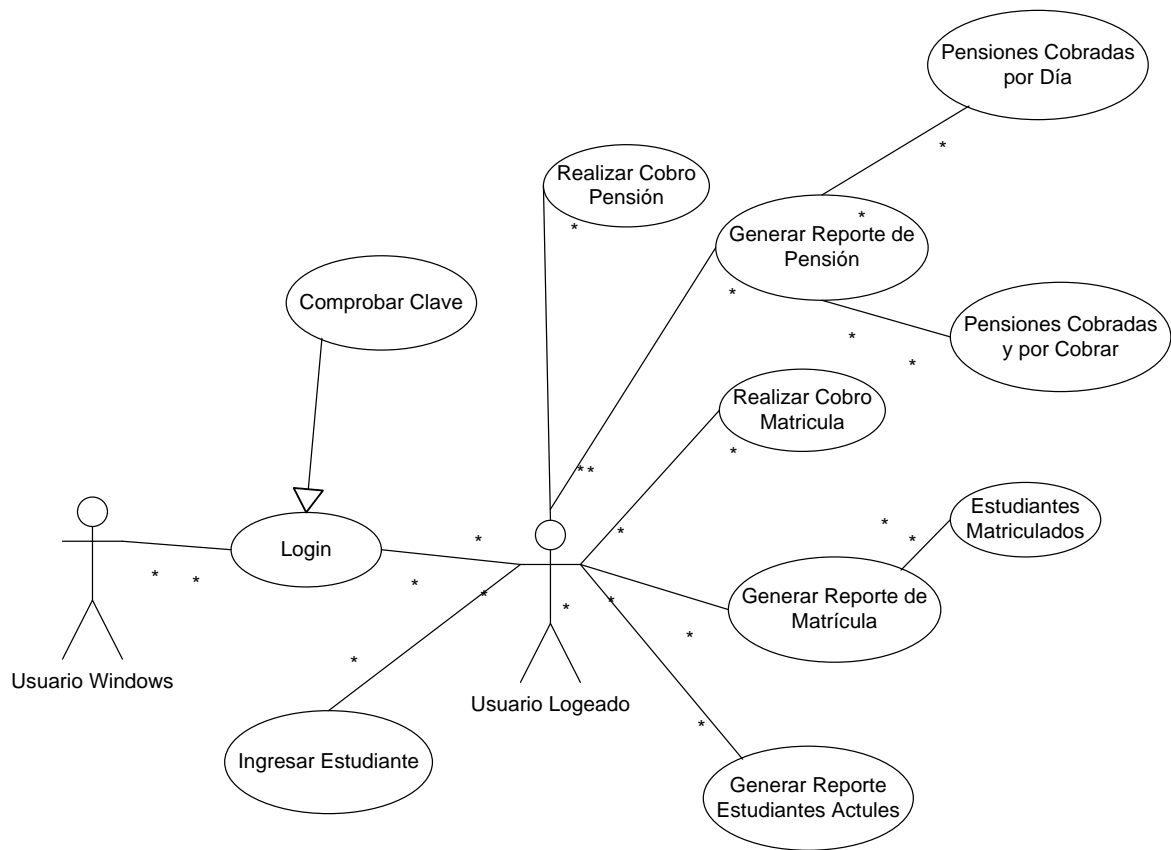 Pensiones Cobradas
por Día
Realizar Cobro
Pensión
Generar Reporte de
Pensión
Comprobar Clave
Pensiones Cobradas
y por Cobrar
Realizar Cobro
Matricula
Estudiantes
Matriculados
Login
Generar Reporte de
Matrícula
Usuario Windows
Usuario Logeado
Ingresar Estudiante
Generar Reporte
Estudiantes Actules